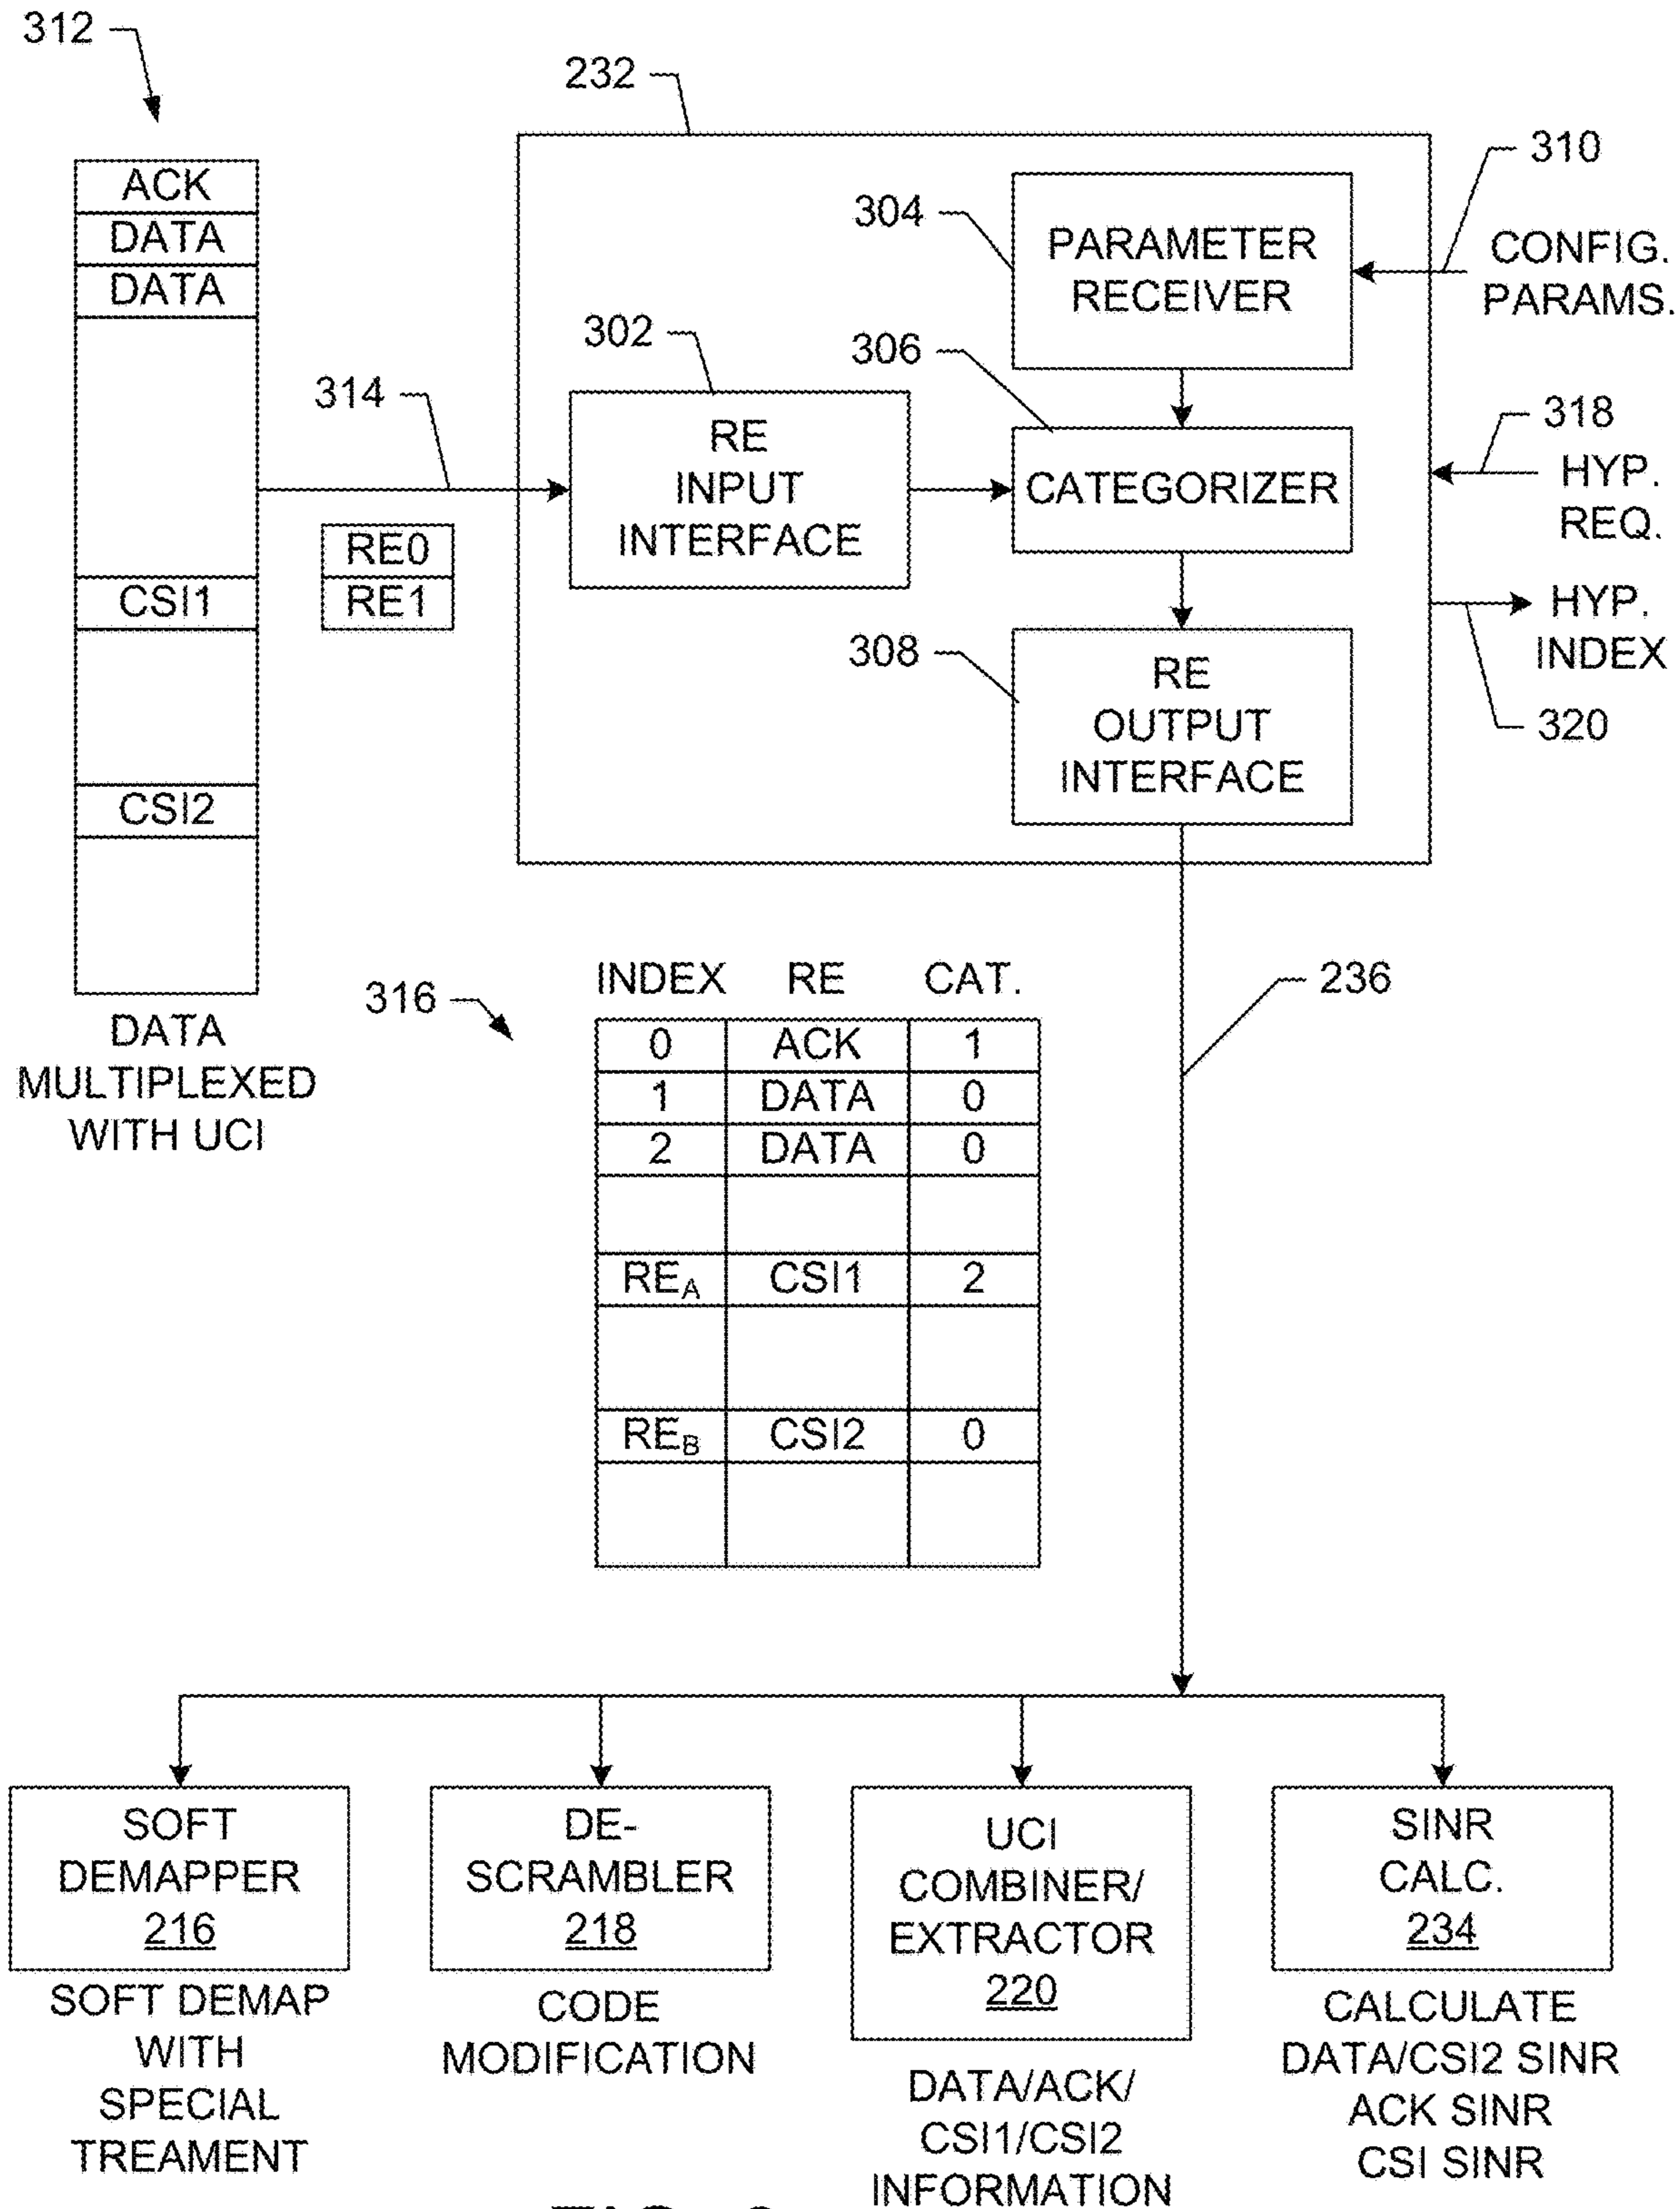 312
232
ACK
DATA
DATA
CSI1
CSI2
DATA
MULTIPLEXED
WITH UCI
314
RE0
RE1
302
RE
INPUT
INTERFACE
304
PARAMETER
RECEIVER
306
CATEGORIZER
308
RE
OUTPUT
INTERFACE
310
CONFIG.
PARAMS.
318
HYP.
REQ.
HYP.
INDEX
320
316
INDEX RE CAT.
0 ACK 1
1 DATA 0
2 DATA 0
REA CSI1 2
REB CSI2 0
236
SOFT
DEMAPPER
216
SOFT DEMAP
WITH
SPECIAL
TREAMENT
DE-
SCRAMBLER
218
CODE
MODIFICATION
UCI
COMBINER/
EXTRACTOR
220
DATA/ACK/
CSI1/CSI2
INFORMATION
SINR
CALC.
234
CALCULATE
DATA/CSI2 SINR
ACK SINR
CSI SINR